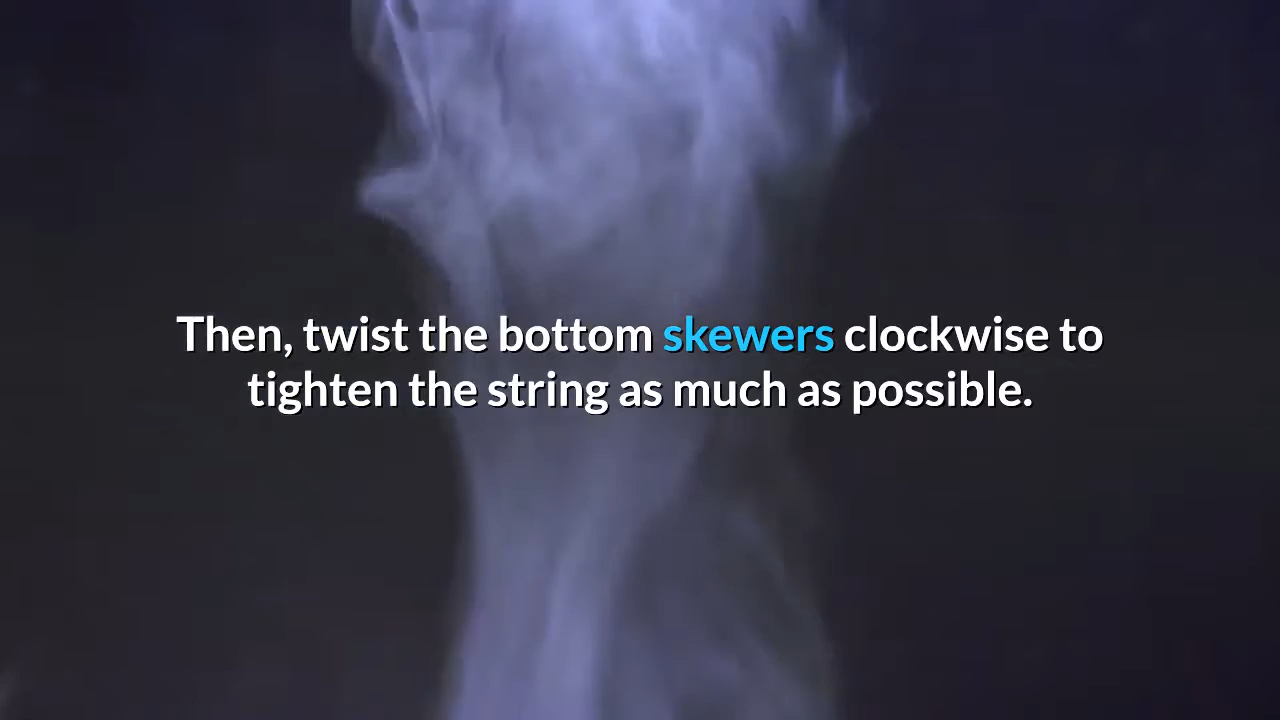 Then, twist the bottom skewers clockwise to
tighten the string as much as possible.